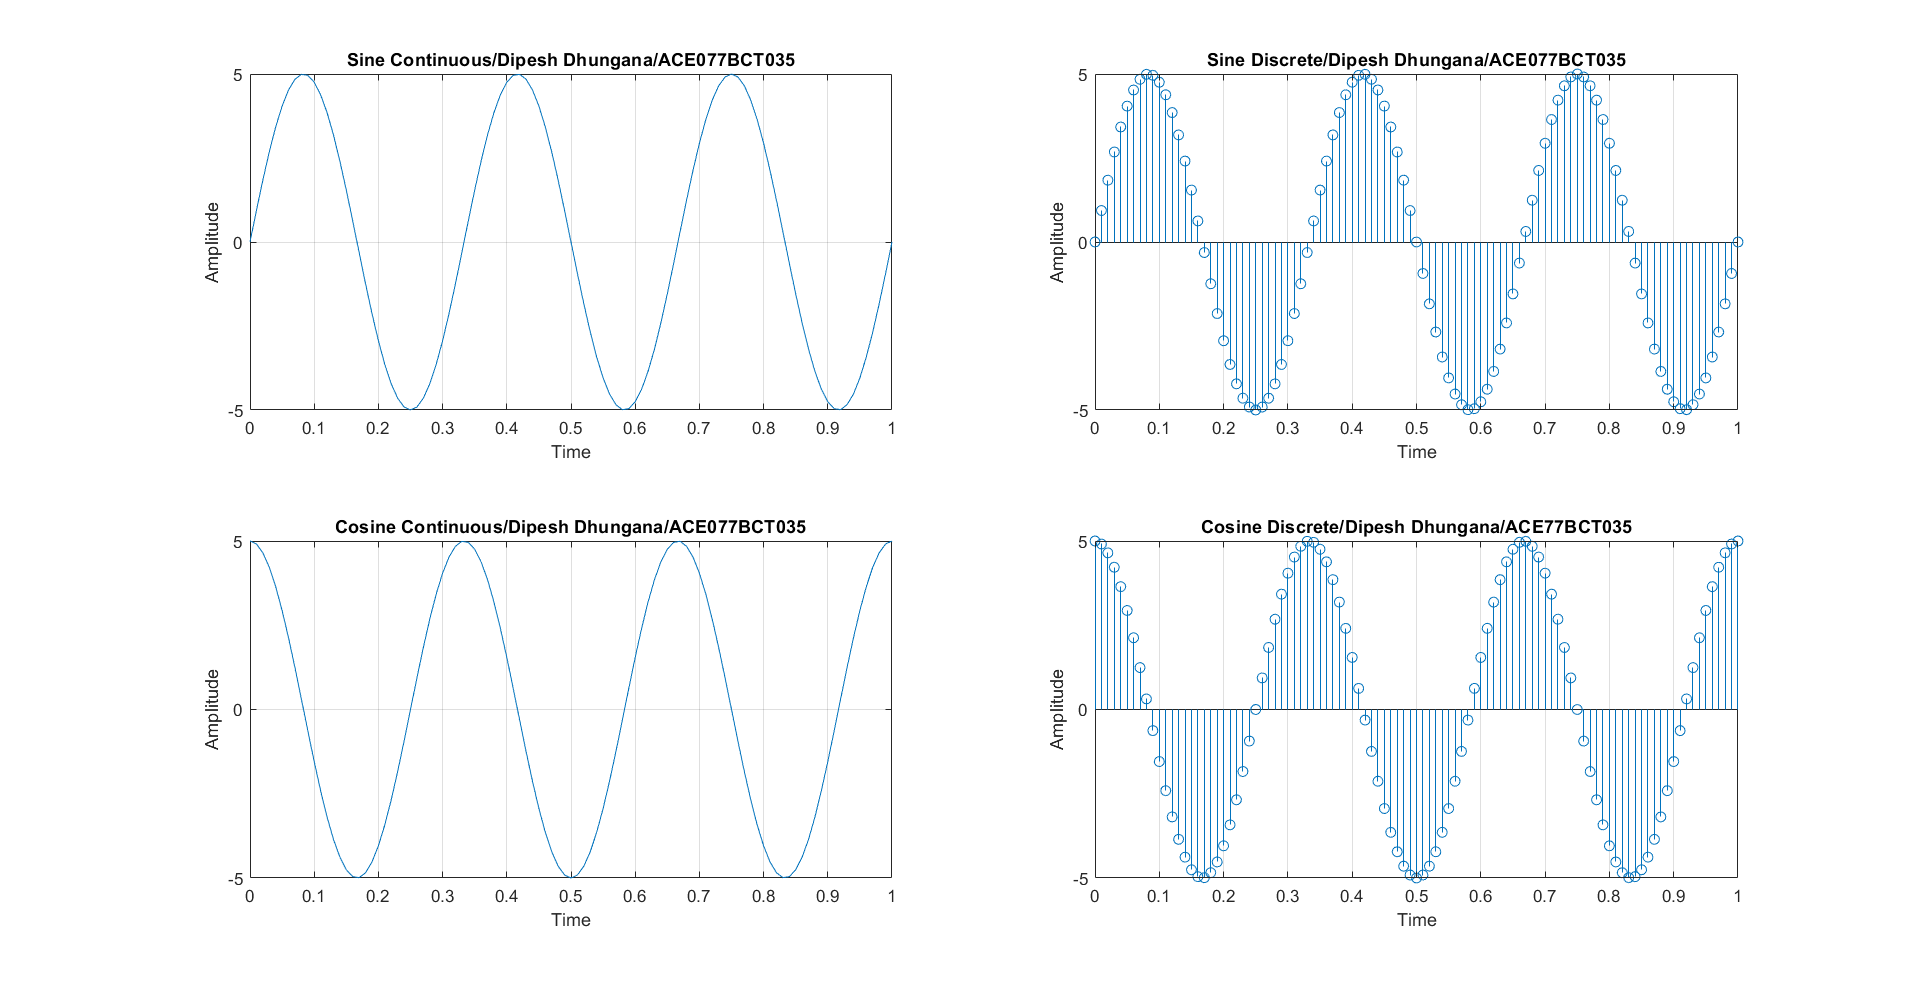 Sine Continuous/Dipesh Dhungana/ACE077BCT035
5
0
-5
Amplitude
0 0.1 0.2 0.3 0.4 0.5 0.6 0.7 0.8 0.9 1
Time
Sine Discrete/Dipesh Dhungana/ACE077BCT035
5
0
-5
Amplitude
0 0.1 0.2 0.3 0.4 0.5 0.6 0.7 0.8 0.9 1
Time
Cosine Continuous/Dipesh Dhungana/ACE077BCT035
5
0
-5
Amplitude
0 0.1 0.2 0.3 0.4 0.5 0.6 0.7 0.8 0.9 1
Time
Cosine Discrete/Dipesh Dhungana/ACE77BCT035
5
0
-5
Amplitude
0 0.1 0.2 0.3 0.4 0.5 0.6 0.7 0.8 0.9 1
Time